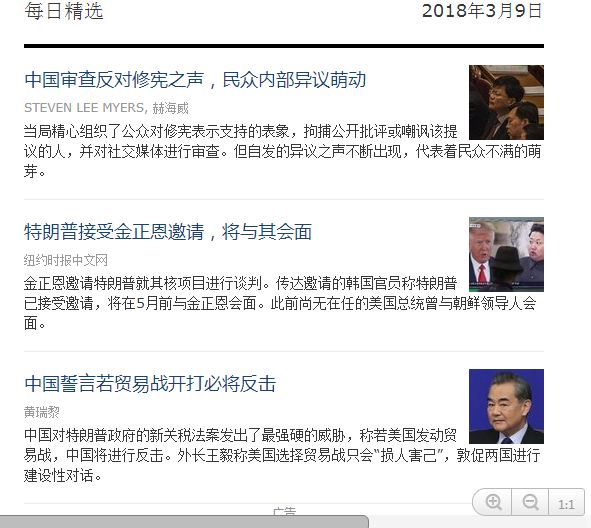 每日精选 2018年3月9日
中国审查反对修宪之声，民众内部异议萌动
STEVEN LEE MYERS, 赫海威
当局精心组织了公众对修宪表示支持的表象，拘捕公开批评或嘲讽该提
议的人，并对社交媒体进行审查。但自发的异议之声不断出现，代表着民众不满的萌
芽。
特朗普接受金正恩邀请，将与其会面
纽约时报中文网
金正恩邀请特朗普就其核项目进行谈判。传达邀请的韩国官员称特朗普
已接受邀请，将在5月前与金正恩会面。此前尚无在任的美国总统曾与朝鲜领导人会
面。
中国誓言若贸易战开打必将反击
黄瑞黎
中国对特朗普政府的新关税法案发出了最强硬的威胁，称若美国发动贸
易战，中国将进行反击。外长王毅称美国选择贸易战只会“损人害己”，敦促两国进行
建设性对话。
广告
1:1